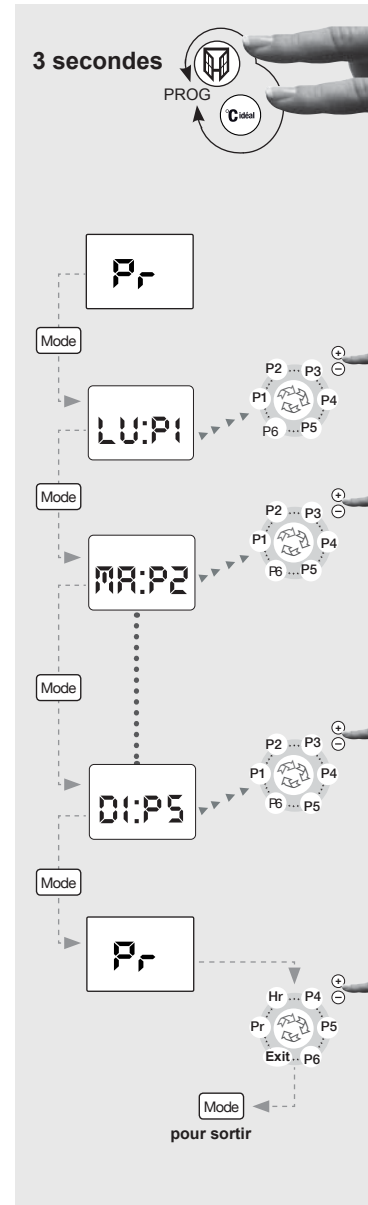 3 secondes
PROG
°C idéal
Pr
Mode
LU:P1
P2 ... P3
P1 P4
P6 ... P5
+
-
Mode
MA:P2
P2 ... P3
P1 P4
P6 ... P5
+
-
Mode
DI:P5
P2 ... P3
P1 P4
P6 ... P5
+
-
Mode
Pr
Hr ... P4
Pr P5
Exit ... P6
+
-
Mode
pour sortir